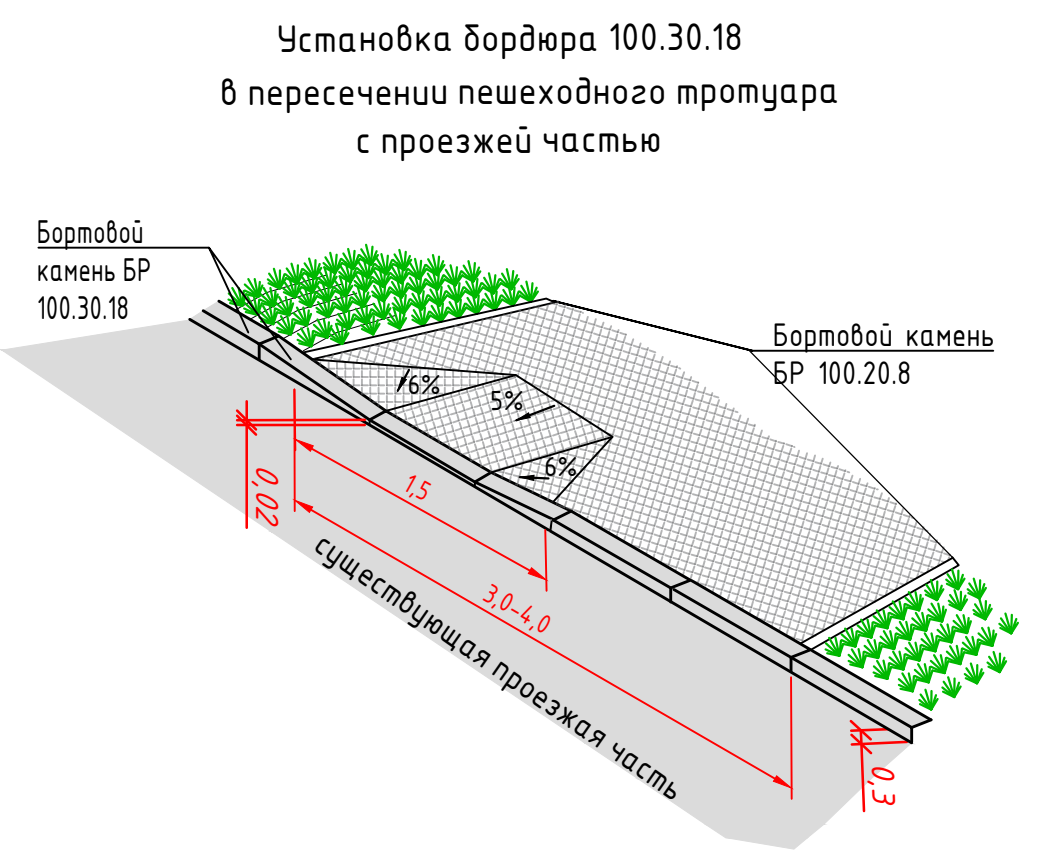 Установка бордюра 100.30.18
в пересечении пешеходного тротуара
с проезжей частью
Бортовой
камень БР
100.30.18
Бортовой камень
БР 100.20.8
6%
5%
6%
0,02
1,5
3,0-4,0
существующая проезжая часть
0,3